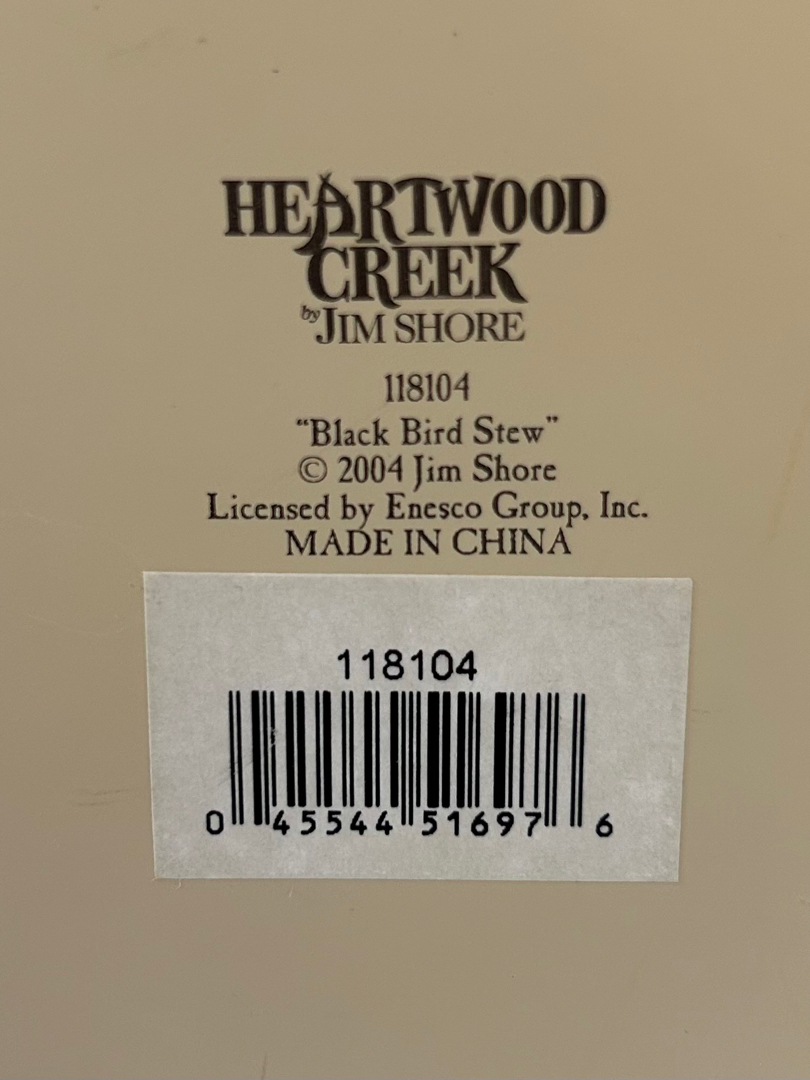 HEARTWOOD
CREEK
by JIM SHORE
118104
“Black Bird Stew”
© 2004 Jim Shore
Licensed by Enesco Group, Inc.
MADE IN CHINA
118104
0 45544 51697 6